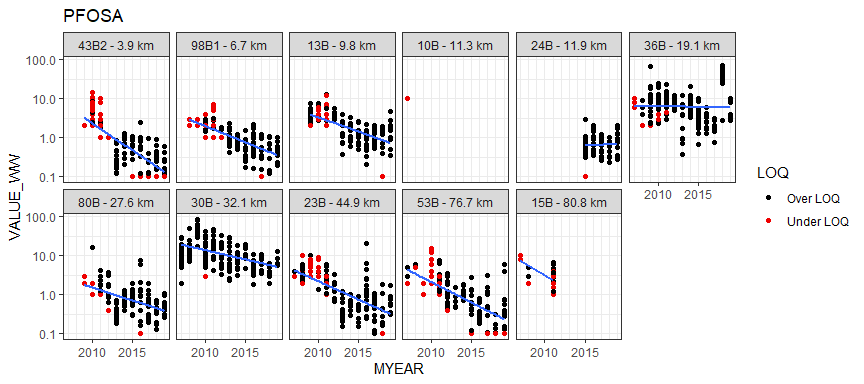 PFOSA
43B2 - 3.9 km 98B1 - 6.7 km 13B - 9.8 km 10B - 11.3 km 24B - 11.9 km 36B - 19.1 km
100.0
10.0
1.0
0.1
2010 2015
80B - 27.6 km 30B - 32.1 km 23B - 44.9 km 53B - 76.7 km 15B - 80.8 km
100.0
10.0
1.0
0.1
2010 2015 2010 2015 2010 2015 2010 2015 2010 2015
MYEAR
VALUE_WW
LOQ
Over LOQ
Under LOQ